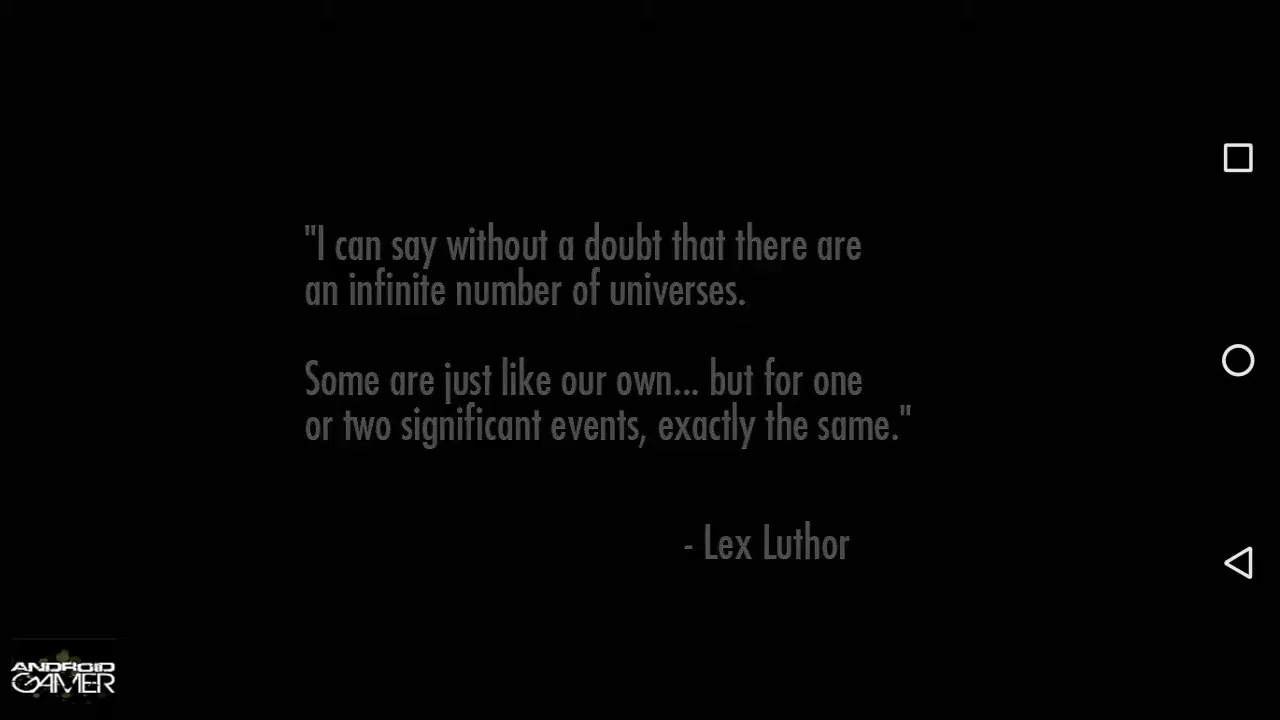 "I can say without a doubt that there are
an infinite number of universes.
Some are just like our own... but for one
or two significant events, exactly the same."
- Lex Luthor
ANDROID
GAMER